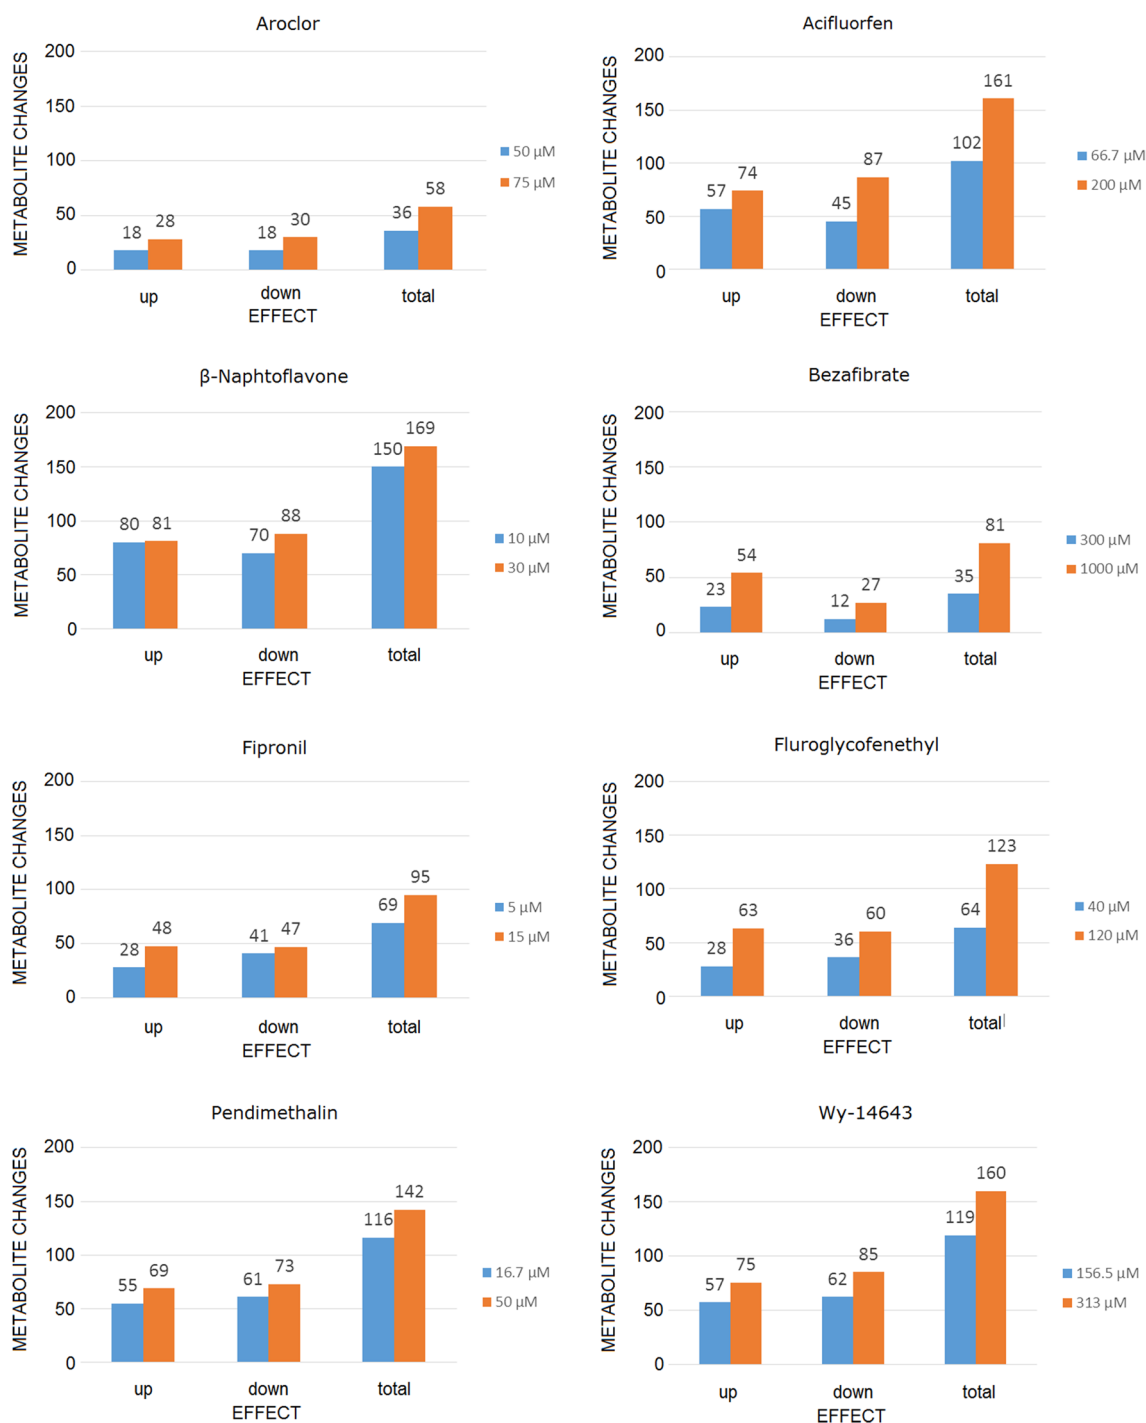 Aroclor
METABOLITE CHANGES
200
150
100
50
0
18 28
18 30
36 58
up down total
EFFECT
50 µM
75 µM
Acifluorfen
METABOLITE CHANGES
200
150
100
50
0
57 74
45 87
102 161
up down total
EFFECT
66.7 µM
200 µM
β-Naphtoflavone
METABOLITE CHANGES
200
150
100
50
0
80 81
70 88
150 169
up down total
EFFECT
10 µM
30 µM
Bezafibrate
METABOLITE CHANGES
200
150
100
50
0
23 54
12 27
35 81
up down total
EFFECT
300 µM
1000 µM
Fipronil
METABOLITE CHANGES
200
150
100
50
0
28 48
41 47
69 95
up down total
EFFECT
5 µM
15 µM
Fluroglycofenethyl
METABOLITE CHANGES
200
150
100
50
0
28 63
36 60
64 123
up down total
EFFECT
40 µM
120 µM
Pendimethalin
METABOLITE CHANGES
200
150
100
50
0
55 69
61 73
116 142
up down total
EFFECT
16.7 µM
50 µM
Wy-14643
METABOLITE CHANGES
200
150
100
50
0
57 75
62 85
119 160
up down total
EFFECT
156.5 µM
313 µM